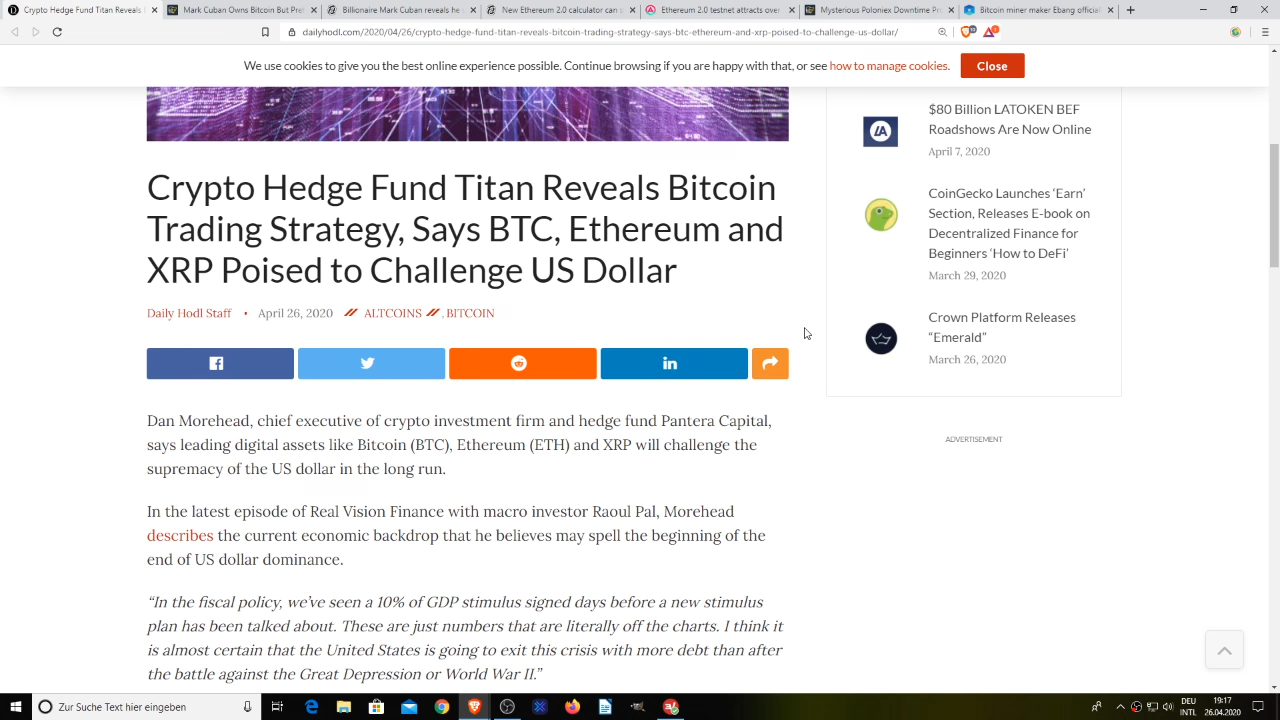 Crypto Hedge Fund Titan Reveals
Mark Cuban Owns Bitcoin But Pre
Billionaire Mark Cuban reveals he
New Ethereum 2.0 calculator can s
Ethereum 2.0 testnet attracts over
Mysterious Poloniex Downtime Pro
Bitcoin miner maker Ebang official
dailyhodl.com/2020/04/26/crypto-hedge-fund-titan-reveals-bitcoin-trading-strategy-says-btc-ethereum-and-xrp-poised-to-challenge-us-dollar/
We use cookies to give you the best online experience possible. Continue browsing if you are happy with that, or see how to manage cookies.
Close
Crypto Hedge Fund Titan Reveals Bitcoin
Trading Strategy, Says BTC, Ethereum and
XRP Poised to Challenge US Dollar
Daily Hodl Staff • April 26, 2020 // ALTCOINS // , BITCOIN
Dan Morehead, chief executive of crypto investment firm and hedge fund Pantera Capital,
says leading digital assets like Bitcoin (BTC), Ethereum (ETH) and XRP will challenge the
supremacy of the US dollar in the long run.
In the latest episode of Real Vision Finance with macro investor Raoul Pal, Morehead
describes the current economic backdrop that he believes may spell the beginning of the
end of US dollar dominance.
“In the fiscal policy, we’ve seen a 10% of GDP stimulus signed days before a new stimulus
plan has been talked about. These are just numbers that are literally off the charts. I think it
is almost certain that the United States is going to exit this crisis with more debt than after
the battle against the Great Depression or World War II.”
$80 Billion LATOKEN BEF
Roadshows Are Now Online
April 7, 2020
CoinGecko Launches ‘Earn’
Section, Releases E-book on
Decentralized Finance for
Beginners ‘How to DeFi’
March 29, 2020
Crown Platform Releases
“Emerald”
March 26, 2020
ADVERTISEMENT
Zur Suche Text hier eingeben
DEU
INTL
19:17
26.04.2020